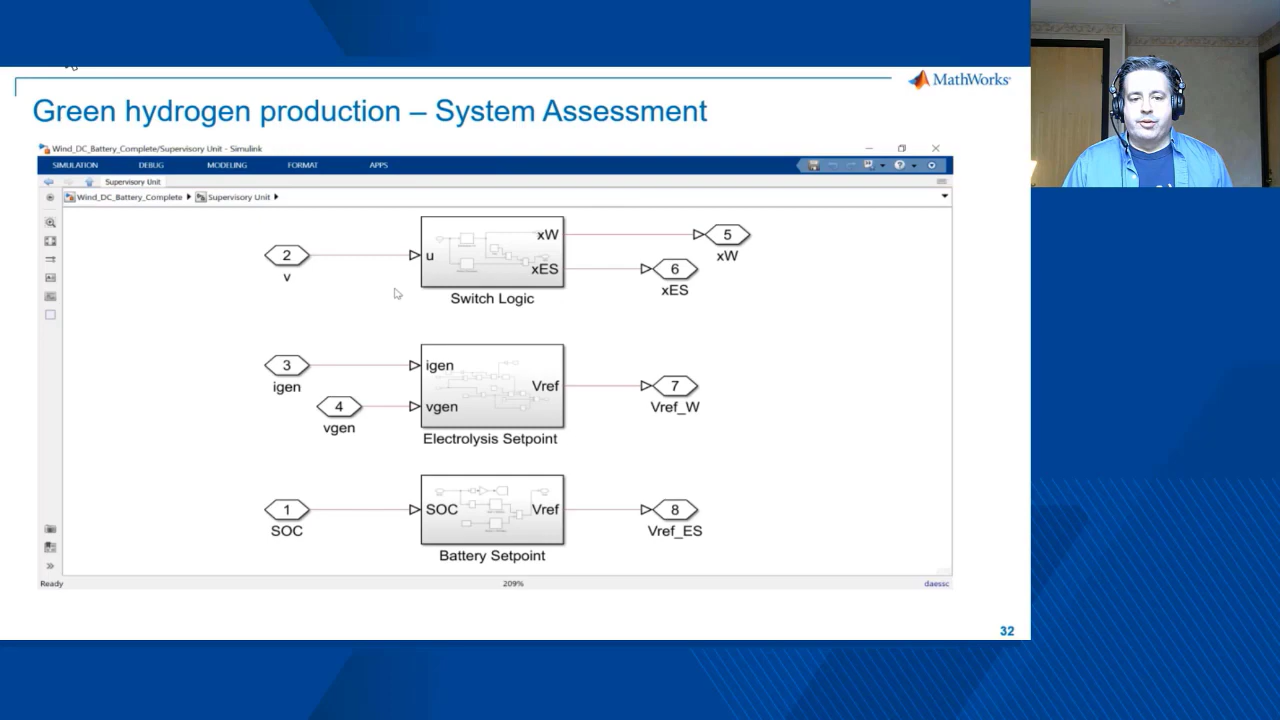 MathWorks
Green hydrogen production – System Assessment
Wind_DC_Battery_Complete/Supervisory Unit - Simulink
SIMULATION DEBUG MODELING FORMAT APPS
Supervisory Unit
Wind_DC_Battery_Complete Supervisory Unit
2
v
u
xW
xES
Switch Logic
5
xW
6
xES
3
igen
4
vgen
igen
vgen
Vref
Electrolysis Setpoint
7
Vref_W
1
SOC
SOC
Vref
Battery Setpoint
8
Vref_ES
Ready 209% daessc
32